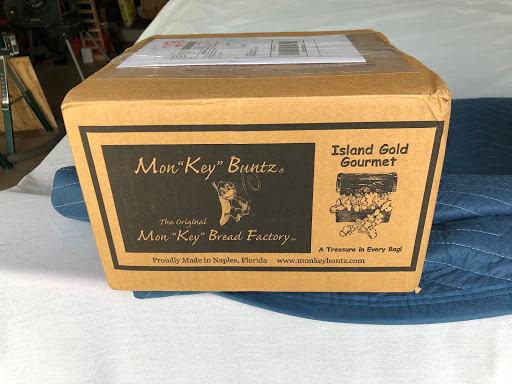 Mon "Key" Buntz®
The Original
Mon "Key" Bread Factory™
Island Gold
Gourmet
A Treasure in Every Bag!
Proudly Made in Naples, Florida www.monkeybuntz.com